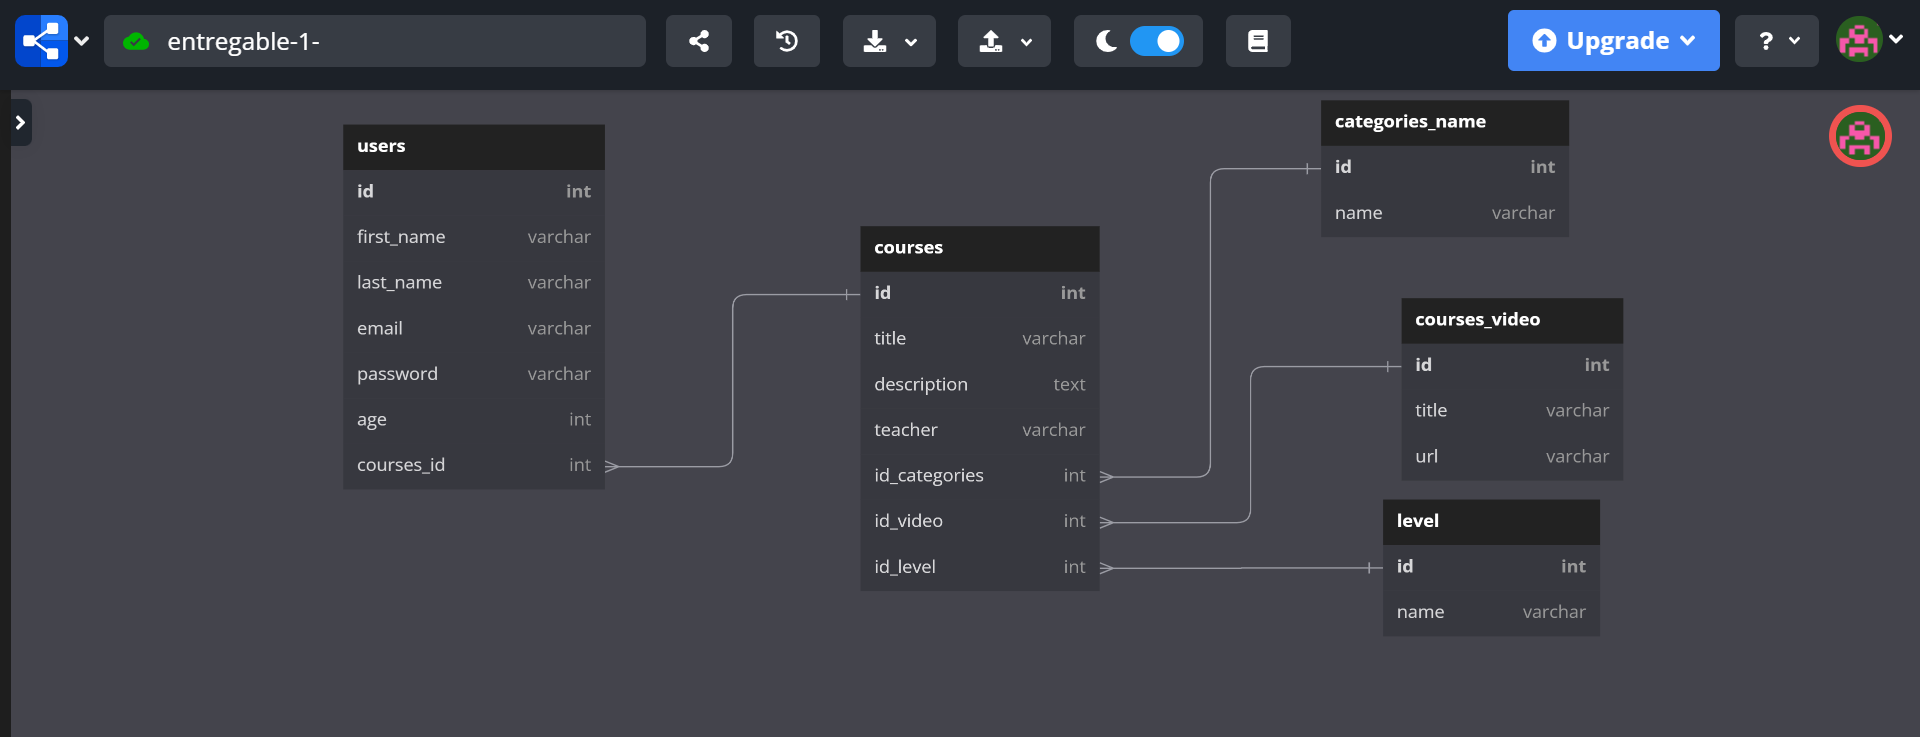 entregable-1-
Upgrade
?
users
id int
first_name varchar
last_name varchar
email varchar
password varchar
age int
courses_id int
courses
id int
title varchar
description text
teacher varchar
id_categories int
id_video int
id_level int
categories_name
id int
name varchar
courses_video
id int
title varchar
url varchar
level
id int
name varchar